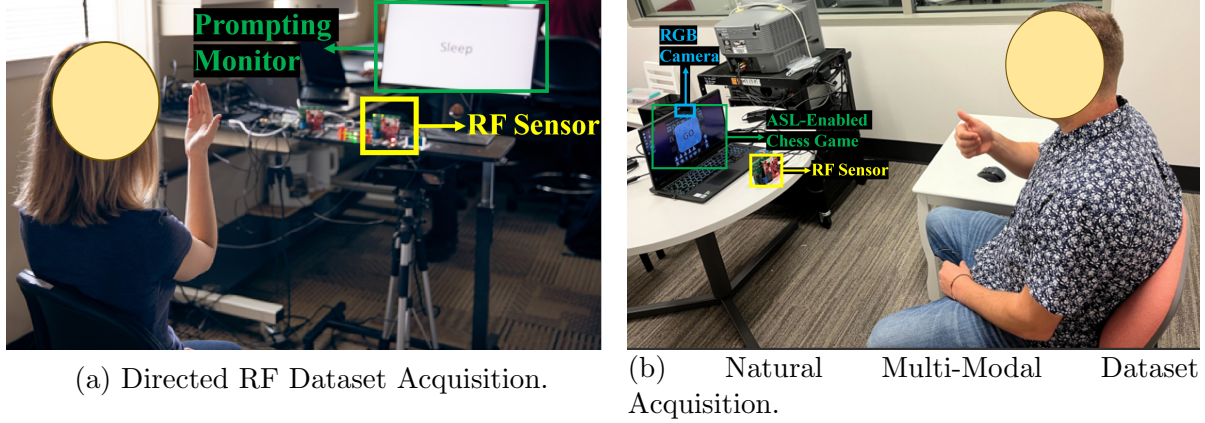 Prompting
Monitor
Sleep
RF Sensor
RGB
Camera
GO
ASL-Enabled
Chess Game
RF Sensor
(a) Directed RF Dataset Acquisition.
(b) Natural Multi-Modal Dataset
Acquisition.